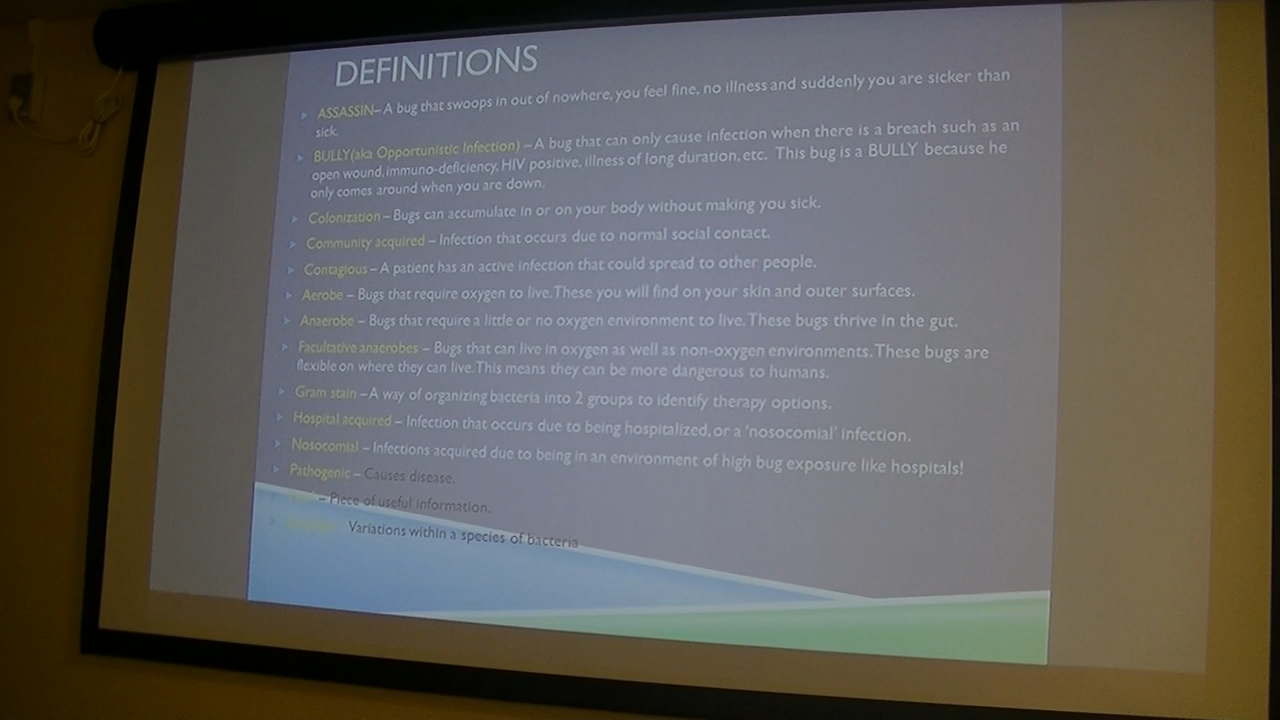 DEFINITIONS
ASSASSIN– A bug that swoops in out of nowhere, you feel fine, no illness and suddenly you are sicker than
sick.
BULLY(aka Opportunistic Infection) – A bug that can only cause infection when there is a breach such as an
open wound, immuno-deficiency, HIV positive, illness of long duration, etc. This bug is a BULLY because he
only comes around when you are down.
Colonization – Bugs can accumulate in or on your body without making you sick.
Community acquired – Infection that occurs due to normal social contact.
Contagious – A patient has an active infection that could spread to other people.
Aerobe – Bugs that require oxygen to live. These you will find on your skin and outer surfaces.
Anaerobe – Bugs that require a little or no oxygen environment to live. These bugs thrive in the gut.
Facultative anaerobes – Bugs that can live in oxygen as well as non-oxygen environments. These bugs are
flexible on where they can live. This means they can be more dangerous to humans.
Gram stain – A way of organizing bacteria into 2 groups to identify therapy options.
Hospital acquired – Infection that occurs due to being hospitalized, or a 'nosocomial' infection.
Nosocomial – Infections acquired due to being in an environment of high bug exposure like hospitals!
Pathogenic – Causes disease.
– Piece of useful information.
Variations within a species of bacteria